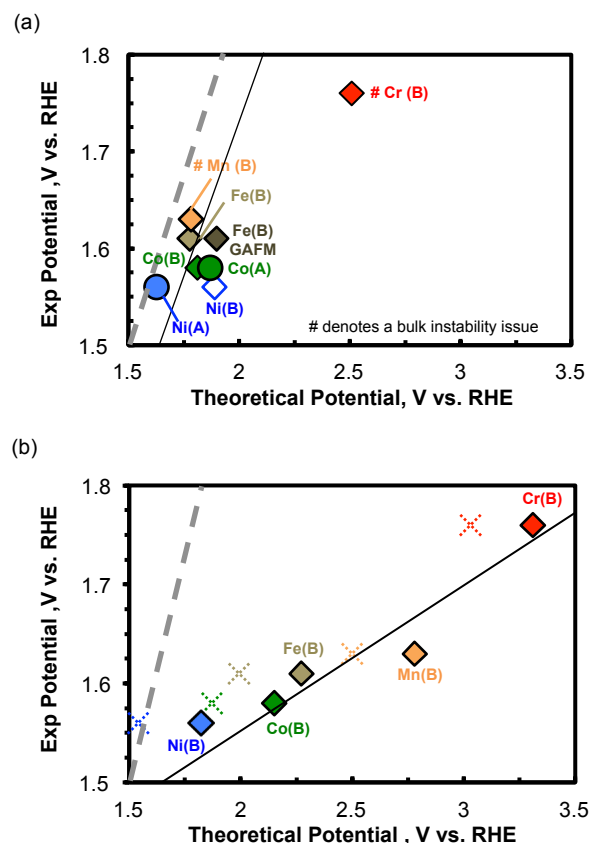 (a)
1.8
1.7
1.6
1.5
Exp Potential ,V vs. RHE
# Cr (B)
# Mn (B)
Fe(B)
Fe(B)
GAFM
Co(B)
Co(A)
Ni(B)
Ni(A)
# denotes a bulk instability issue
1.5
2
2.5
3
3.5
Theoretical Potential, V vs. RHE
(b)
1.8
1.7
1.6
1.5
Exp Potential ,V vs. RHE
Cr(B)
Fe(B)
Mn(B)
Co(B)
Ni(B)
1.5
2
2.5
3
3.5
Theoretical Potential , V vs. RHE